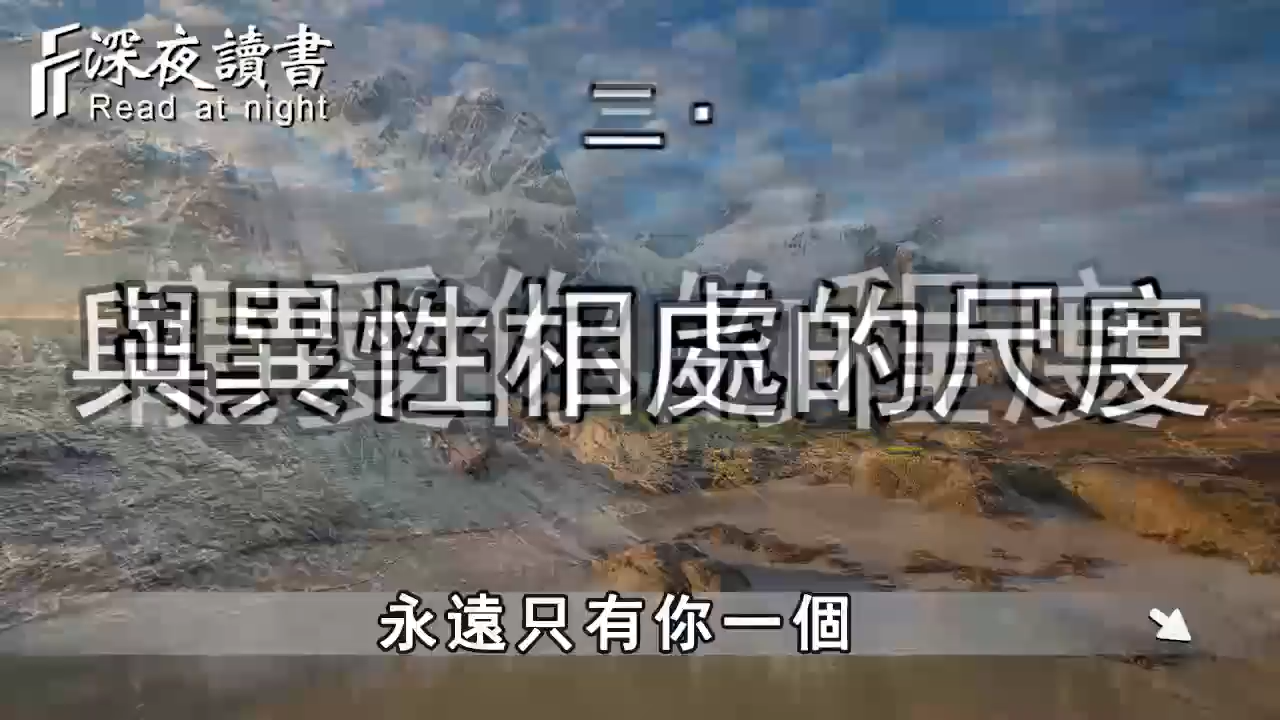 深夜讀書
Read at night
三·
與異性相處的尺度
永遠只有你一個